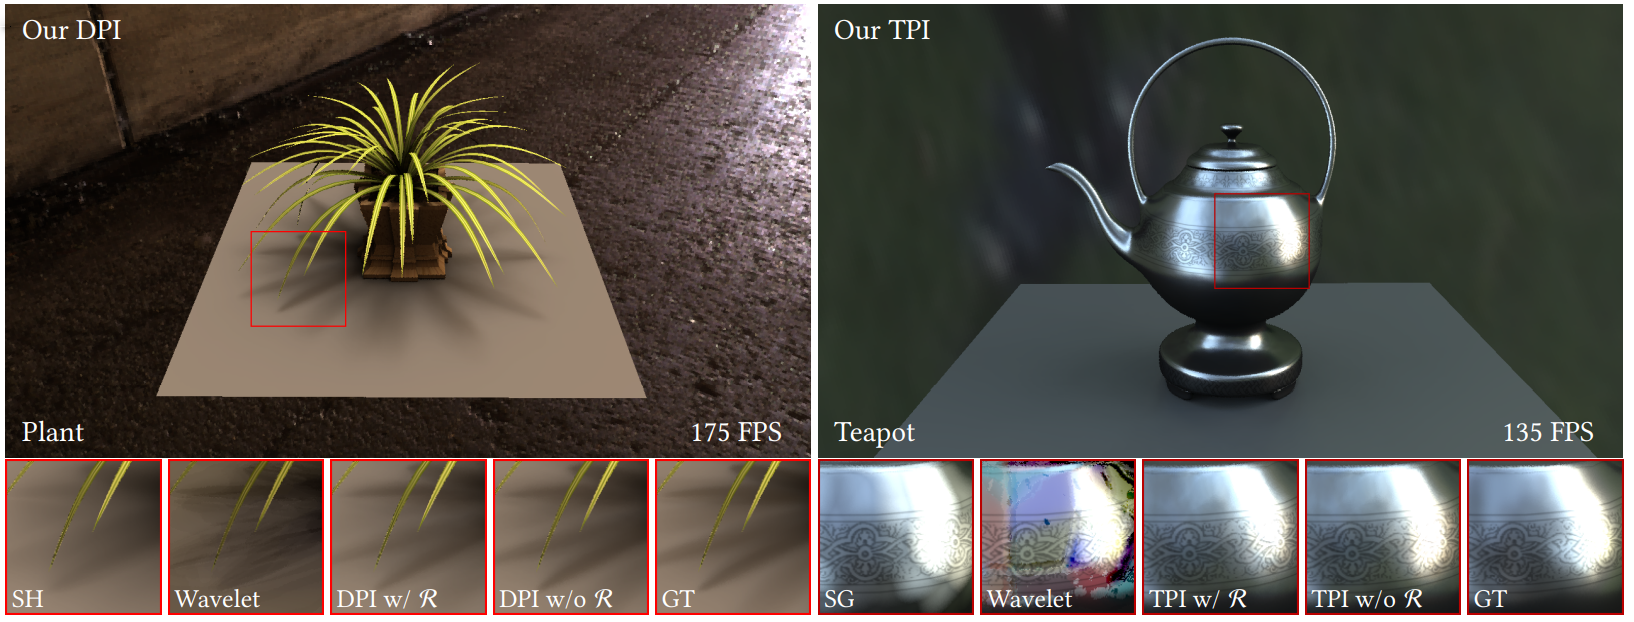 Our DPI
Plant
175 FPS
SH
Wavelet
DPI w/ ℛ
DPI w/o ℛ
GT
Our TPI
Teapot
135 FPS
SG
Wavelet
TPI w/ ℛ
TPI w/o ℛ
GT